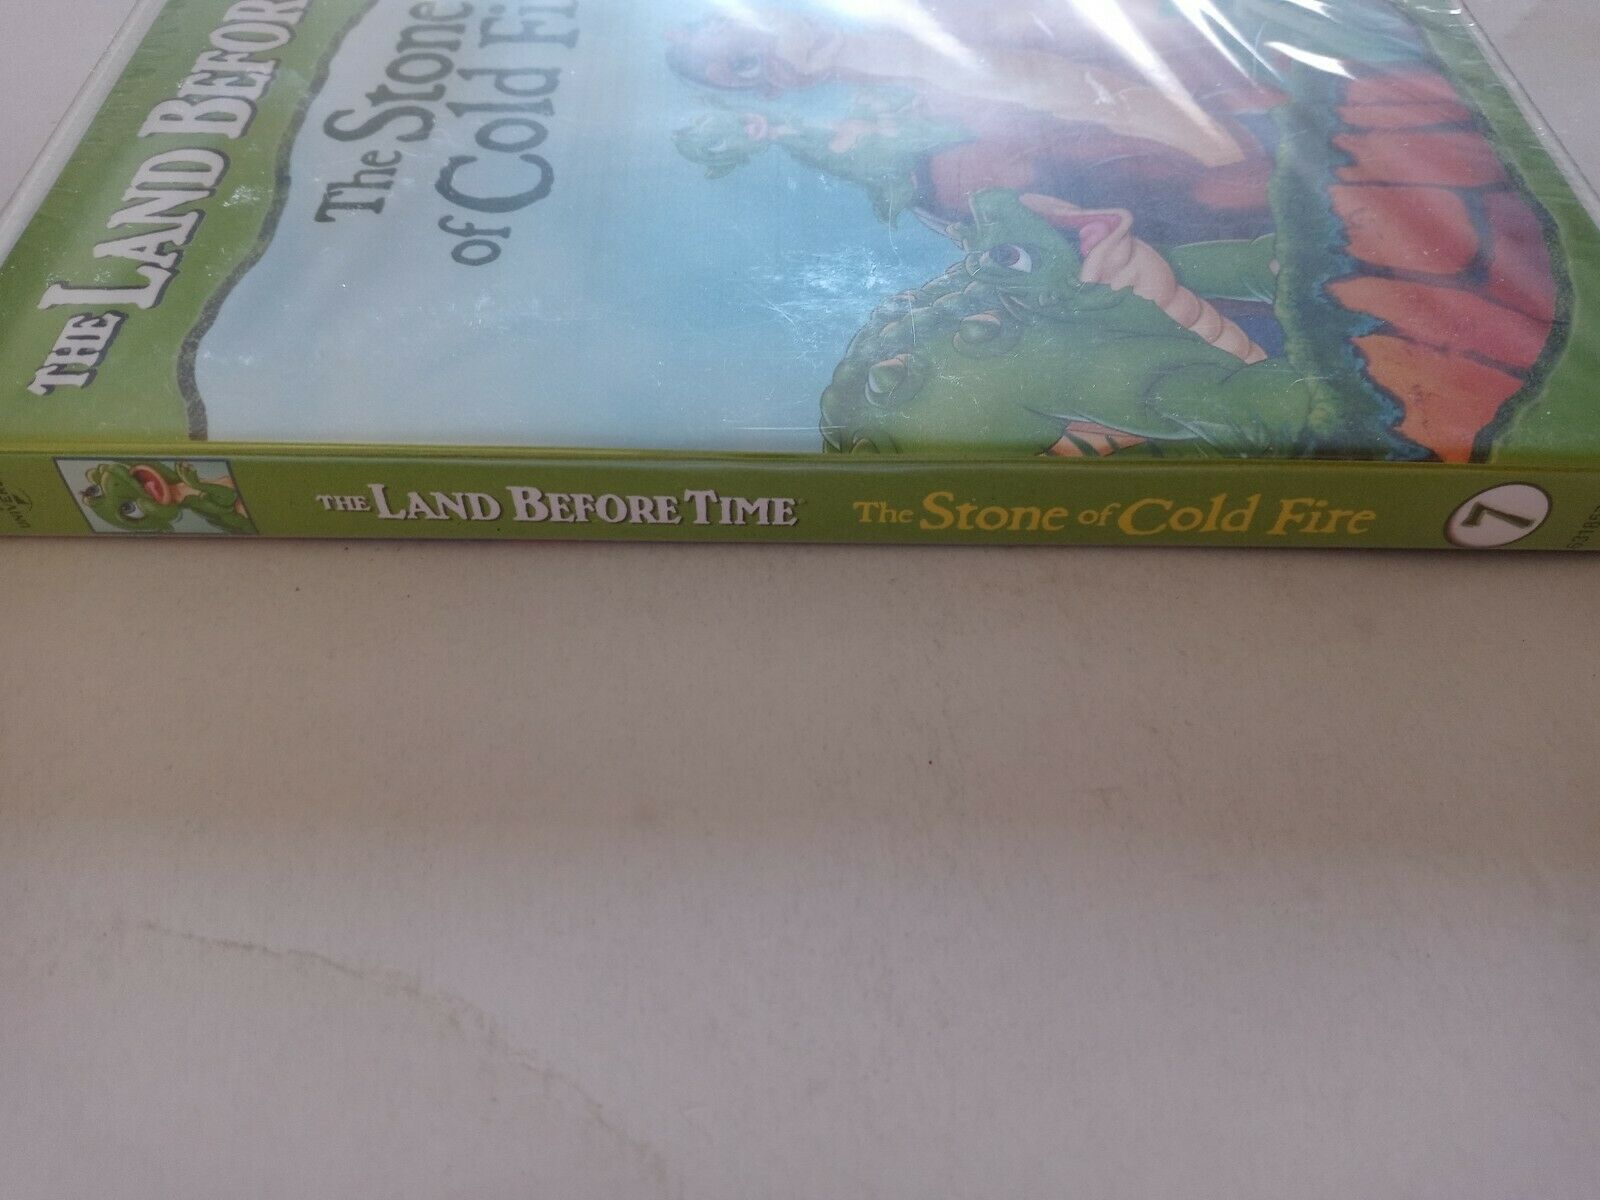 THE LAND BEFOR
The Stone
of Cold Fi
THE LAND BEFORE TIME
The Stone of Cold Fire
7